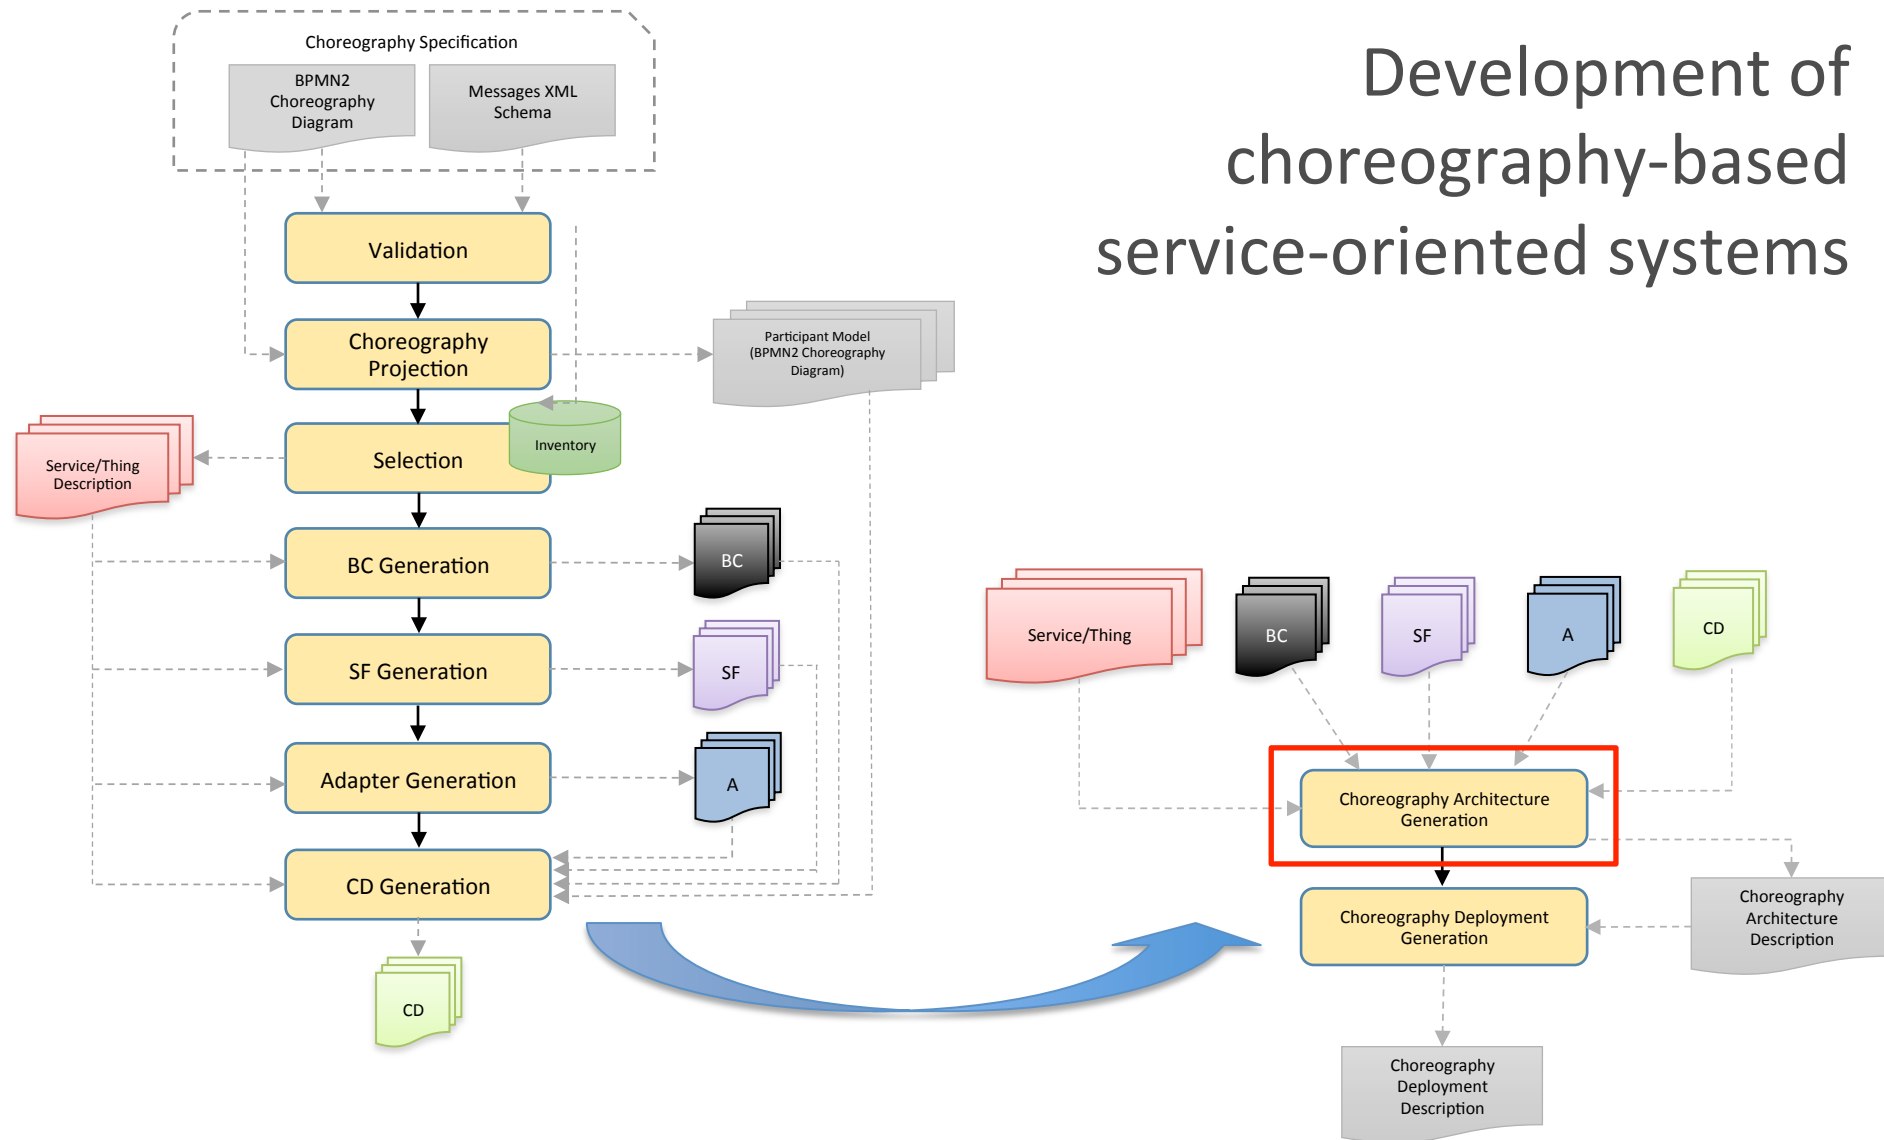 Development of
choreography-based
service-oriented systems
Choreography Specification
BPMN2
Choreography
Diagram
Messages XML
Schema
Validation
Choreography
Projection
Participant Model
(BPMN2 Choreography
Diagram)
Selection
Inventory
Service/Thing
Description
BC Generation
BC
SF Generation
SF
Adapter Generation
A
CD Generation
CD
Service/Thing
BC
SF
A
CD
Choreography Architecture
Generation
Choreography Deployment
Generation
Choreography
Architecture
Description
Choreography
Deployment
Description